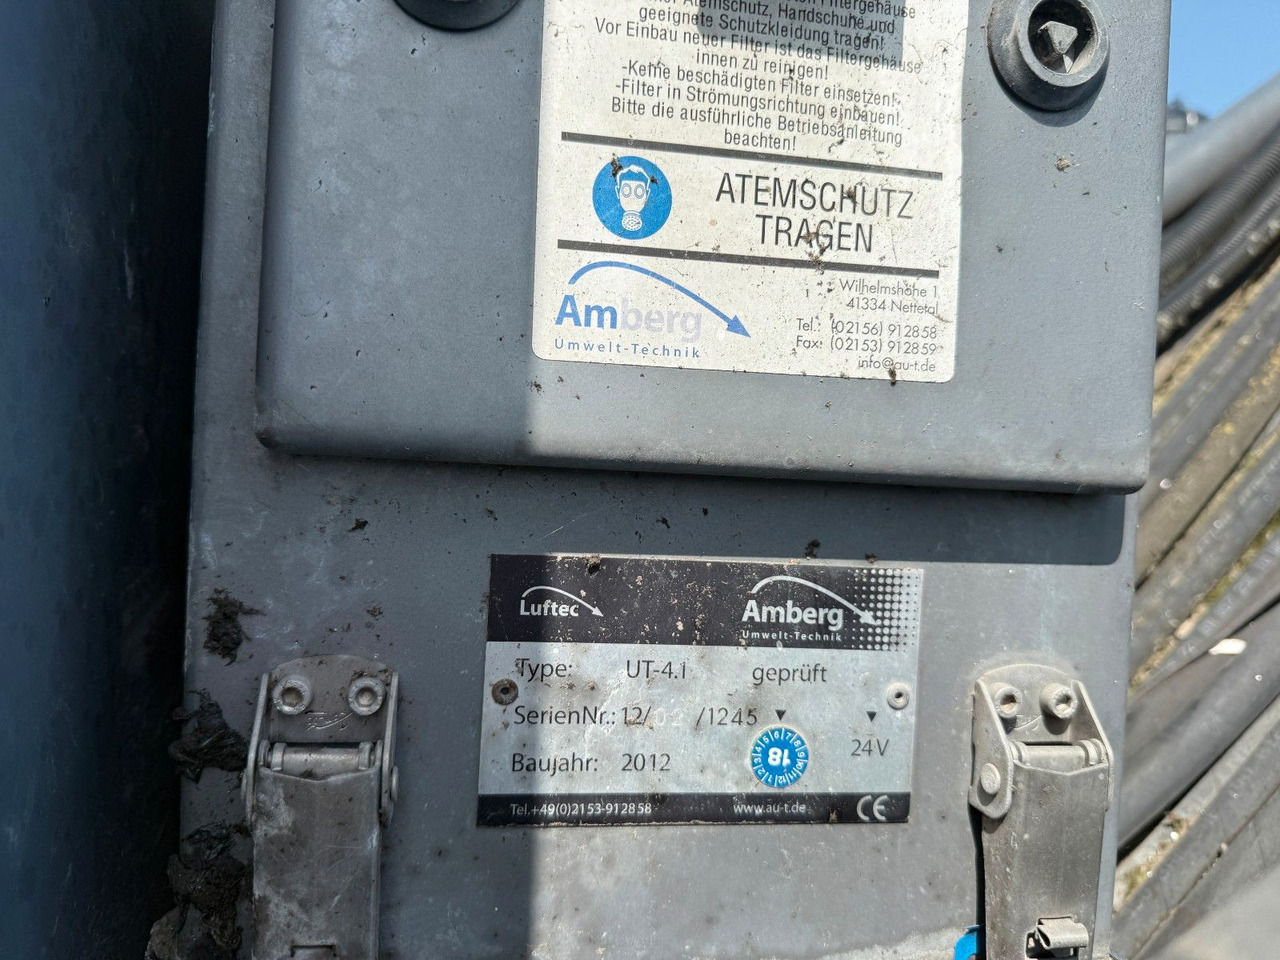 Atemschutz, Handschuhe und
geeignete Schutzkleidung tragen!
Vor Einbau neuer Filter ist das Filtergehäuse
innen zu reinigen!
-Keine beschädigten Filter einsetzen!
-Filter in Strömungsrichtung einbauen!
Bitte die ausführliche Betriebsanleitung
beachten!
ATEMSCHUTZ
TRAGEN
Amberg
Umwelt-Technik
Wilhelmshöhe 1
41334 Nettetal
Tel.: (02156) 912858
Fax: (02153) 912859
info@au-t.de
Luftec
Amberg
Umwelt-Technik
Type: UT-4.1 geprüft
SerienNr.: 12/ /1245
18
24V
Baujahr: 2012
Tel.+49(0)2153-912858 www.au-t.de CE